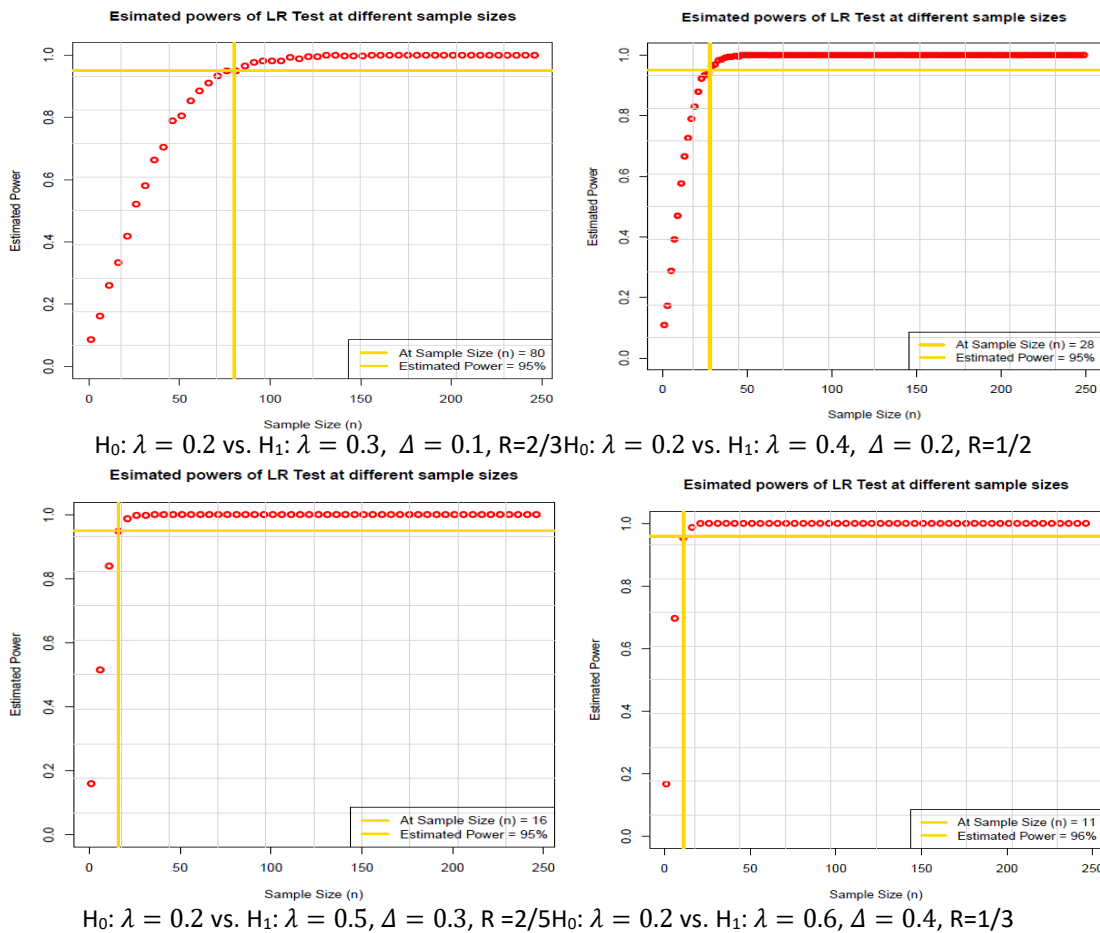 Esimated powers of LR Test at different sample sizes
Estimated Power
0.0 0.2 0.4 0.6 0.8 1.0
At Sample Size (n) = 80
Estimated Power = 95%
0 50 100 150 200 250
Sample Size (n)
Esimated powers of LR Test at different sample sizes
Estimated Power
0.0 0.2 0.4 0.6 0.8 1.0
At Sample Size (n) = 28
Estimated Power = 95%
0 50 100 150 200 250
Sample Size (n)
H₀: λ = 0.2 vs. H₁: λ = 0.3, Δ = 0.1, R=2/3H₀: λ = 0.2 vs. H₁: λ = 0.4, Δ = 0.2, R=1/2
Esimated powers of LR Test at different sample sizes
Estimated Power
0.0 0.2 0.4 0.6 0.8 1.0
At Sample Size (n) = 16
Estimated Power = 95%
0 50 100 150 200 250
Sample Size (n)
Esimated powers of LR Test at different sample sizes
Estimated Power
0.0 0.2 0.4 0.6 0.8 1.0
At Sample Size (n) = 11
Estimated Power = 96%
0 50 100 150 200 250
Sample Size (n)
H₀: λ = 0.2 vs. H₁: λ = 0.5, Δ = 0.3, R =2/5H₀: λ = 0.2 vs. H₁: λ = 0.6, Δ = 0.4, R=1/3